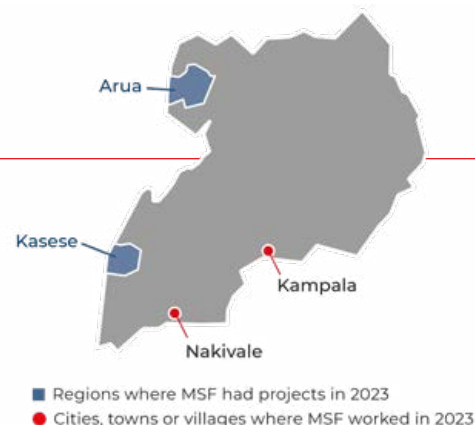 Arua
Kasese
Kampala
Nakivale
Regions where MSF had projects in 2023
Cities, towns or villages where MSF worked in 2023